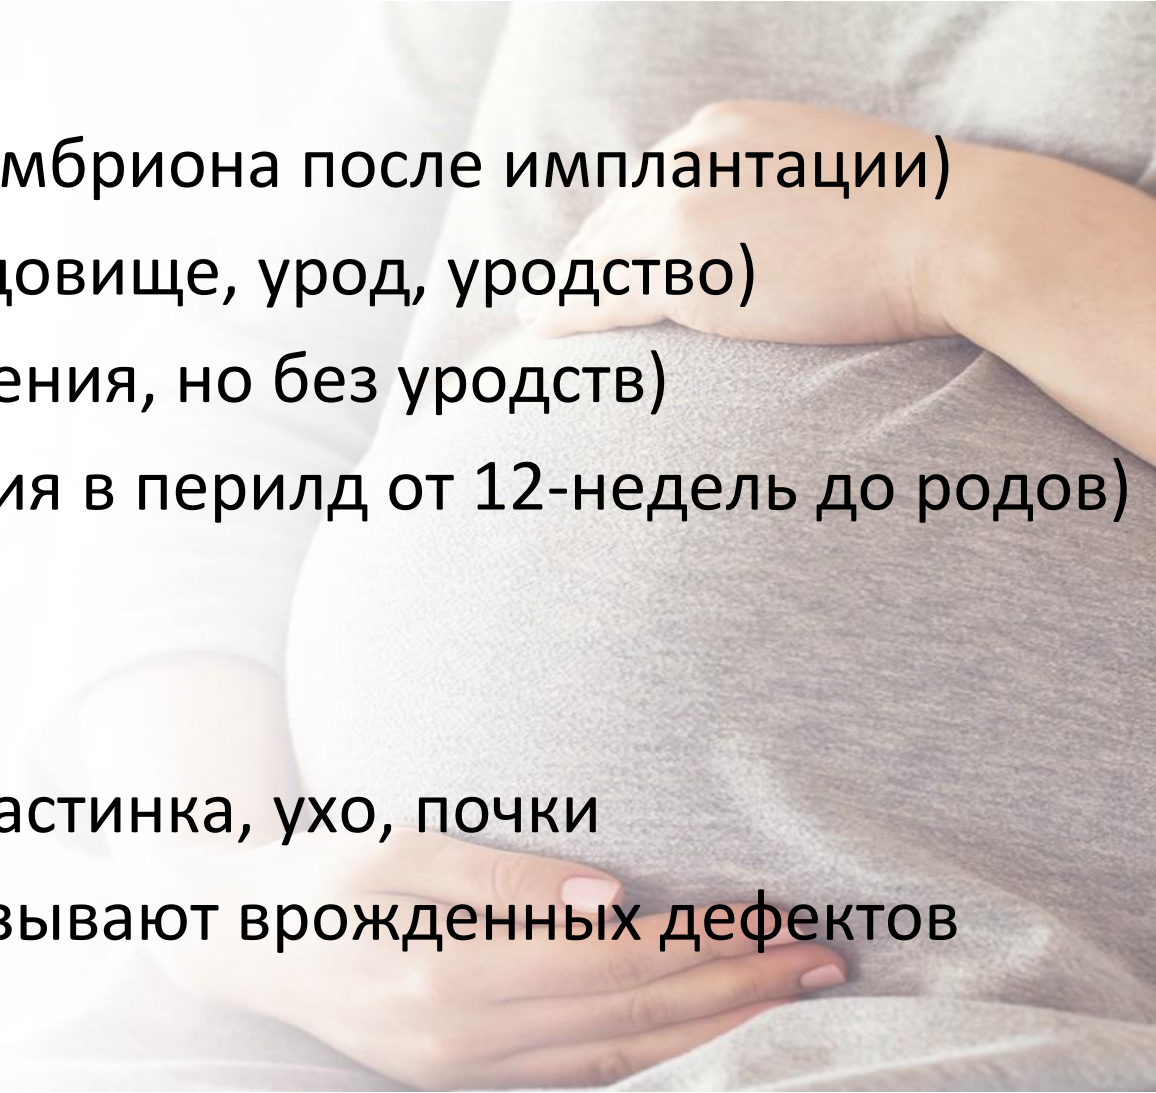 мбриона после имплантации)
довище, урод, уродство)
ения, но без уродств)
ия в перилд от 12-недель до родов)
астинка, ухо, почки
зывают врожденных дефектов